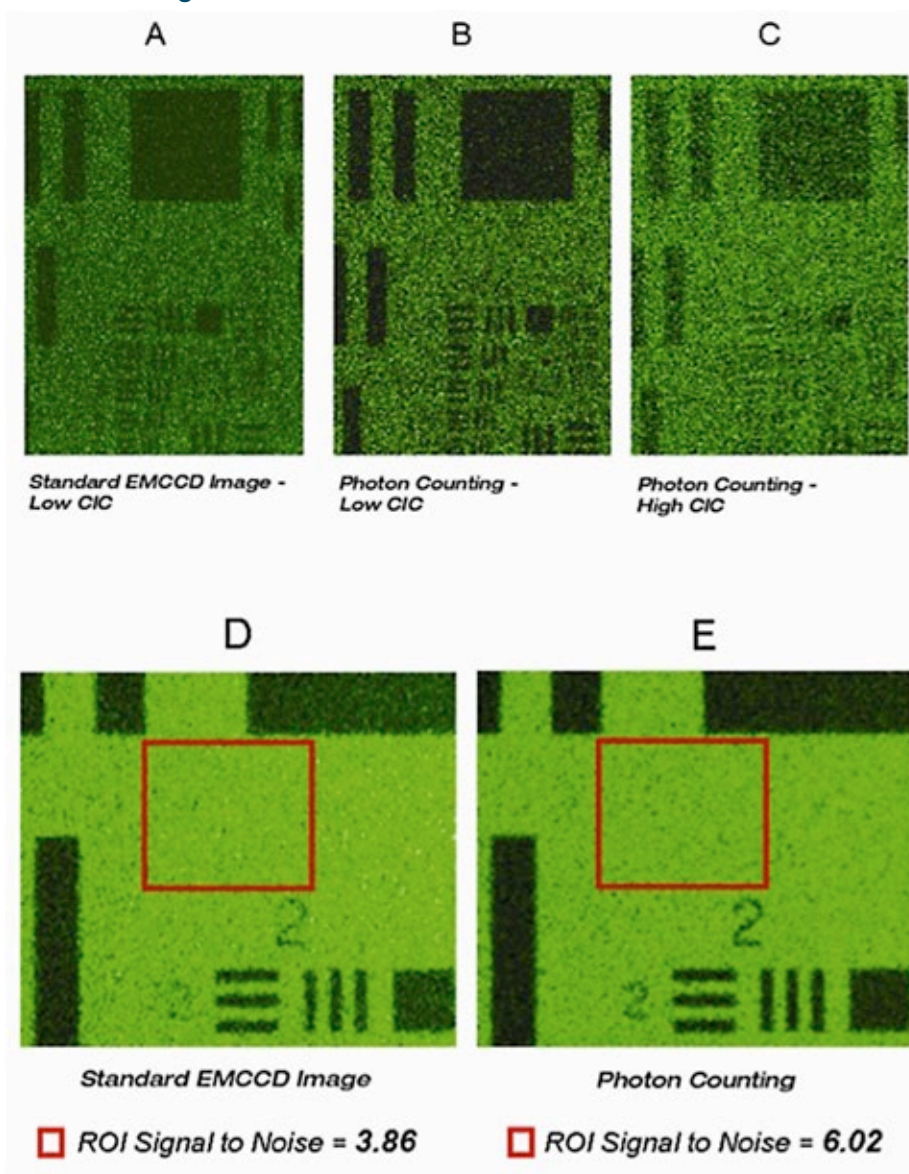 A B C
Standard EMCCD Image -
Low CIC
Photon Counting -
Low CIC
Photon Counting -
High CIC
D E
2
2
2
Standard EMCCD Image
Photon Counting
ROI Signal to Noise = 3.86
ROI Signal to Noise = 6.02